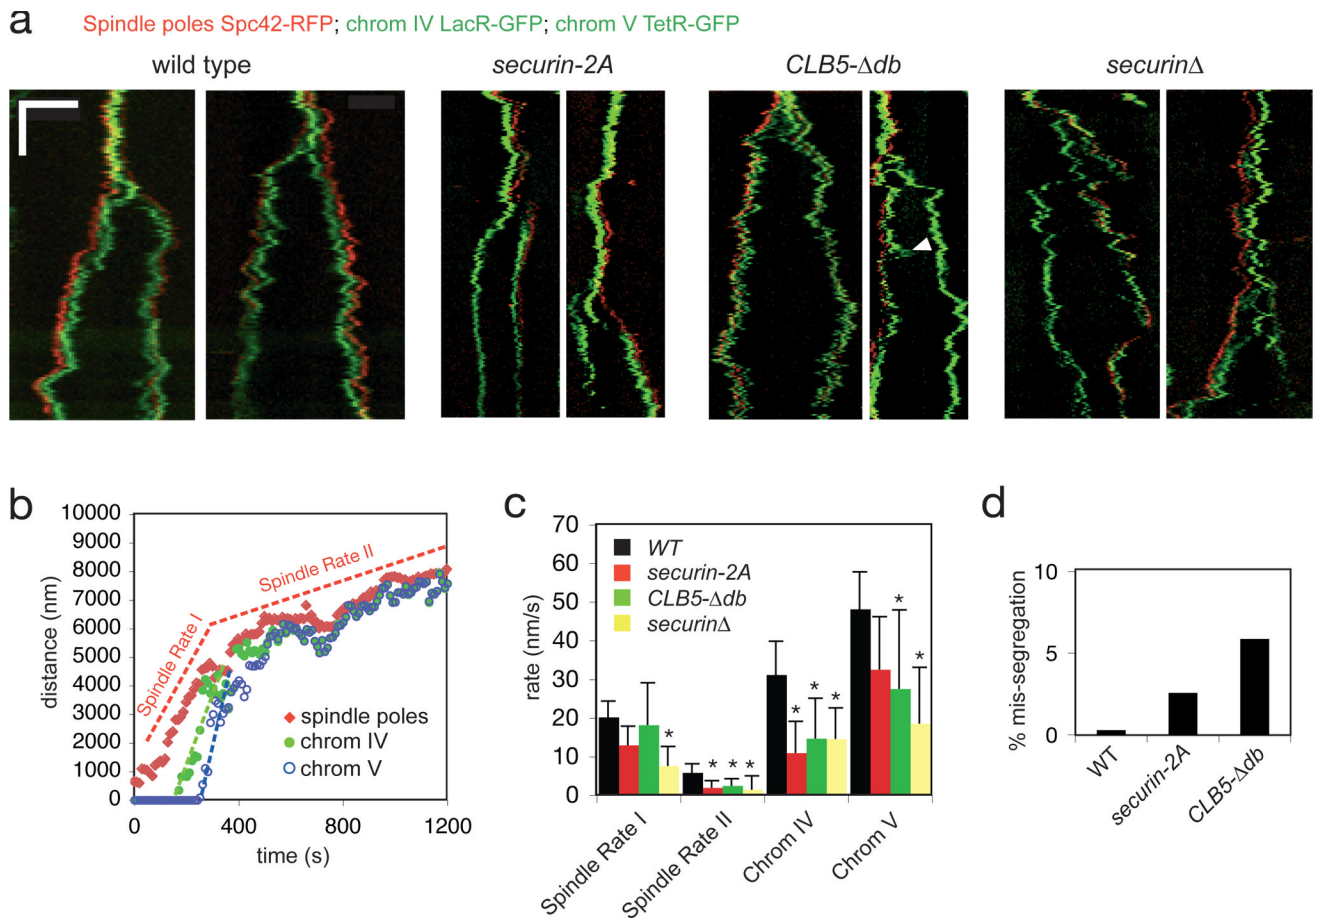 a
Spindle poles Spc42-RFP; chrom IV LacR-GFP; chrom V TetR-GFP
wild type
securin-2A
CLB5-Δdb
securinΔ
b
10000
9000
8000
7000
6000
5000
4000
3000
2000
1000
0
distance (nm)
Spindle Rate I
Spindle Rate II
spindle poles
chrom IV
chrom V
0
400
800
1200
time (s)
c
70
60
50
40
30
20
10
0
rate (nm/s)
WT
securin-2A
CLB5-Δdb
securinΔ
*
* * *
* * *
* *
Spindle Rate I
Spindle Rate II
Chrom IV
Chrom V
d
10
5
0
% mis-segregation
WT
securin-2A
CLB5-Δdb